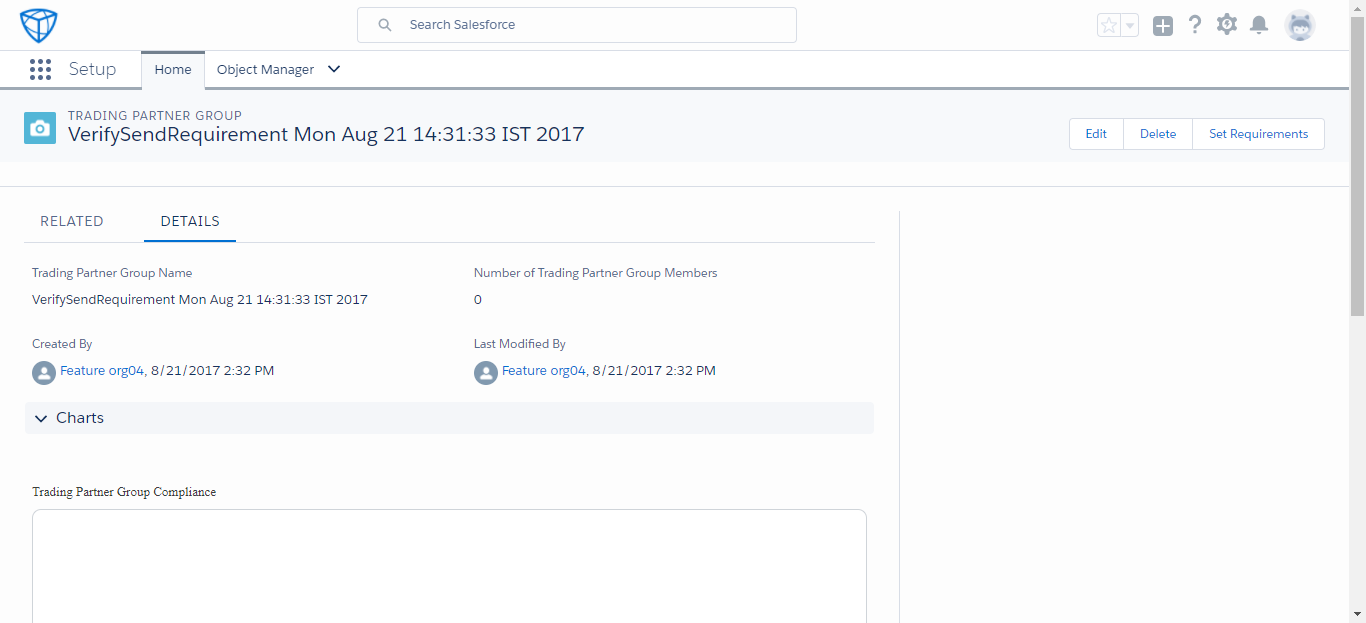 Search Salesforce
Setup Home Object Manager
TRADING PARTNER GROUP
VerifySendRequirement Mon Aug 21 14:31:33 IST 2017
Edit Delete Set Requirements
RELATED DETAILS
Trading Partner Group Name Number of Trading Partner Group Members
VerifySendRequirement Mon Aug 21 14:31:33 IST 2017 0
Created By Last Modified By
Feature org04, 8/21/2017 2:32 PM Feature org04, 8/21/2017 2:32 PM
Charts
Trading Partner Group Compliance